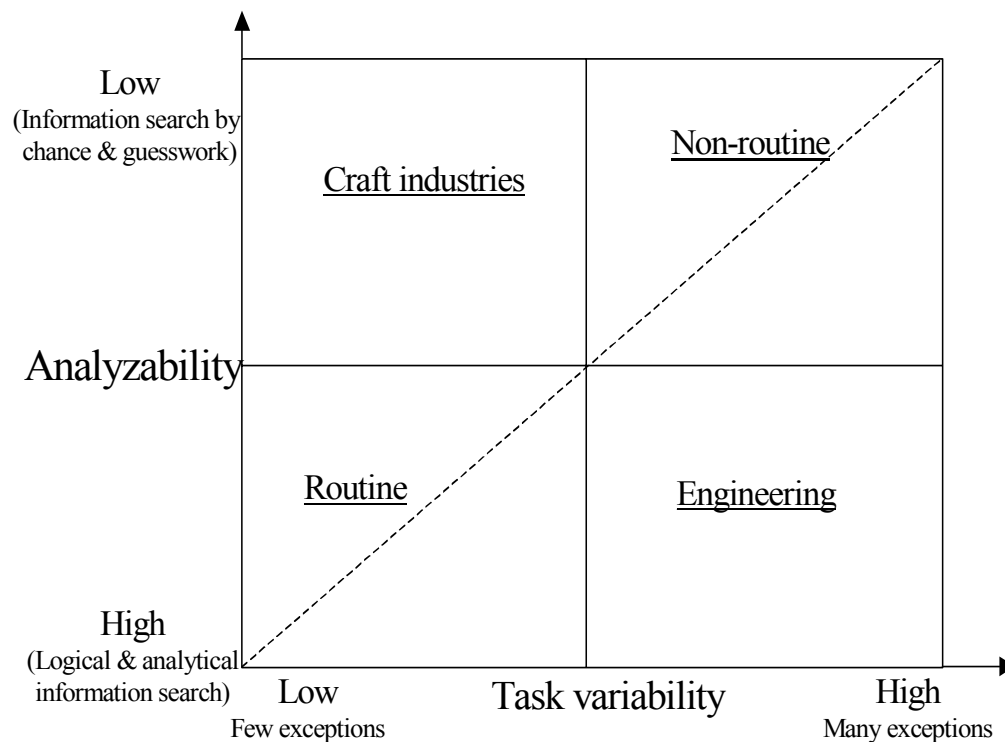 Low
(Information search by
chance & guesswork)
Craft industries
Non-routine
Analyzability
Routine
Engineering
High
(Logical & analytical
information search)
Low
Few exceptions
Task variability
High
Many exceptions